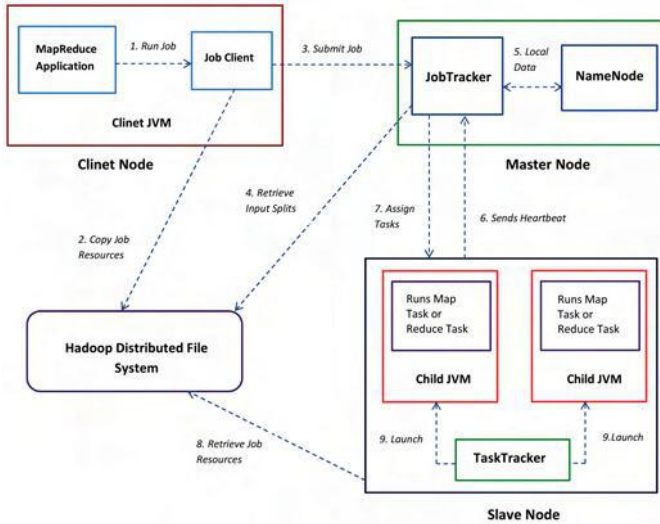 MapReduce
Application
1. Run Job
Job Client
Clinet JVM
Clinet Node
3. Submit Job
JobTracker
5. Local
Data
NameNode
Master Node
2. Copy Job
Resources
4. Retrieve
Input Splits
7. Assign
Tasks
6. Sends Heartbeat
Hadoop Distributed File
System
Runs Map
Task or
Reduce Task
Child JVM
Runs Map
Task or
Reduce Task
Child JVM
8. Retrieve Job
Resources
9. Launch
TaskTracker
9.Launch
Slave Node